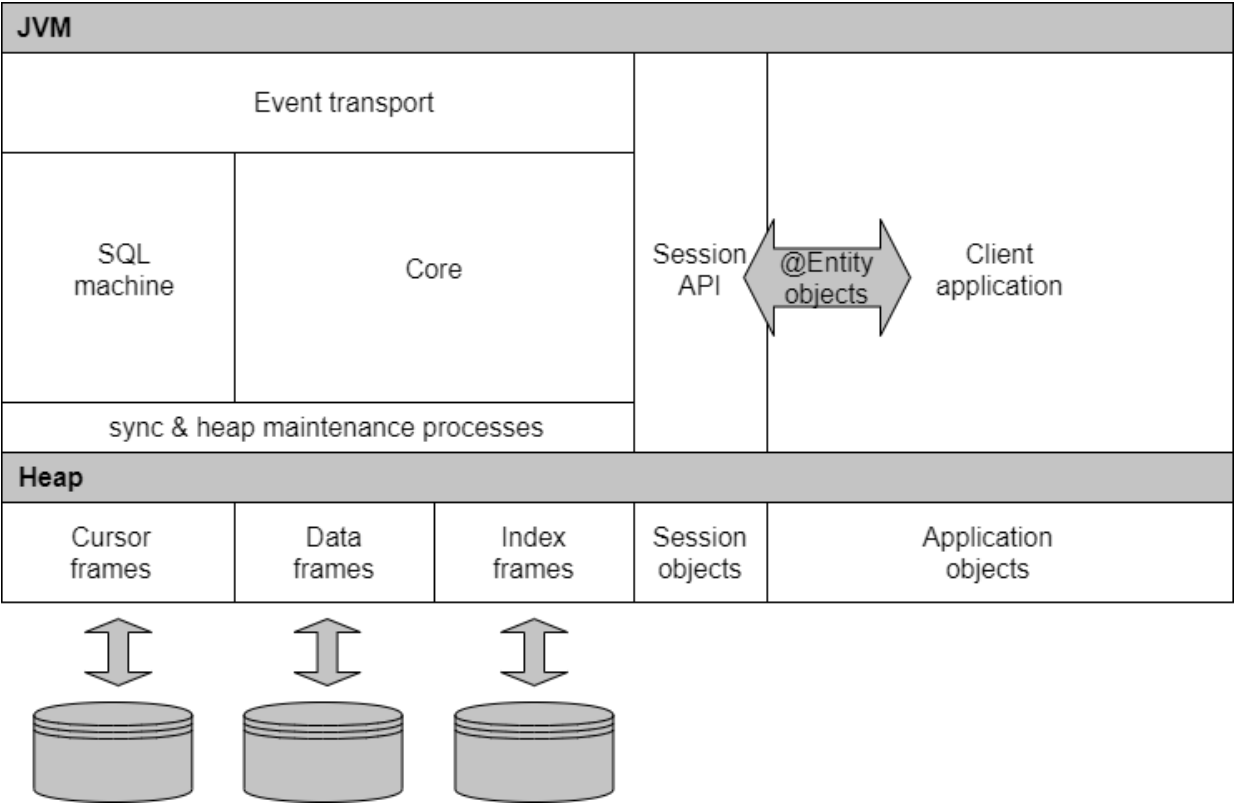 JVM
Event transport
SQL
machine
Core
Session
API
@Entity
objects
Client
application
sync & heap maintenance processes
Heap
Cursor
frames
Data
frames
Index
frames
Session
objects
Application
objects